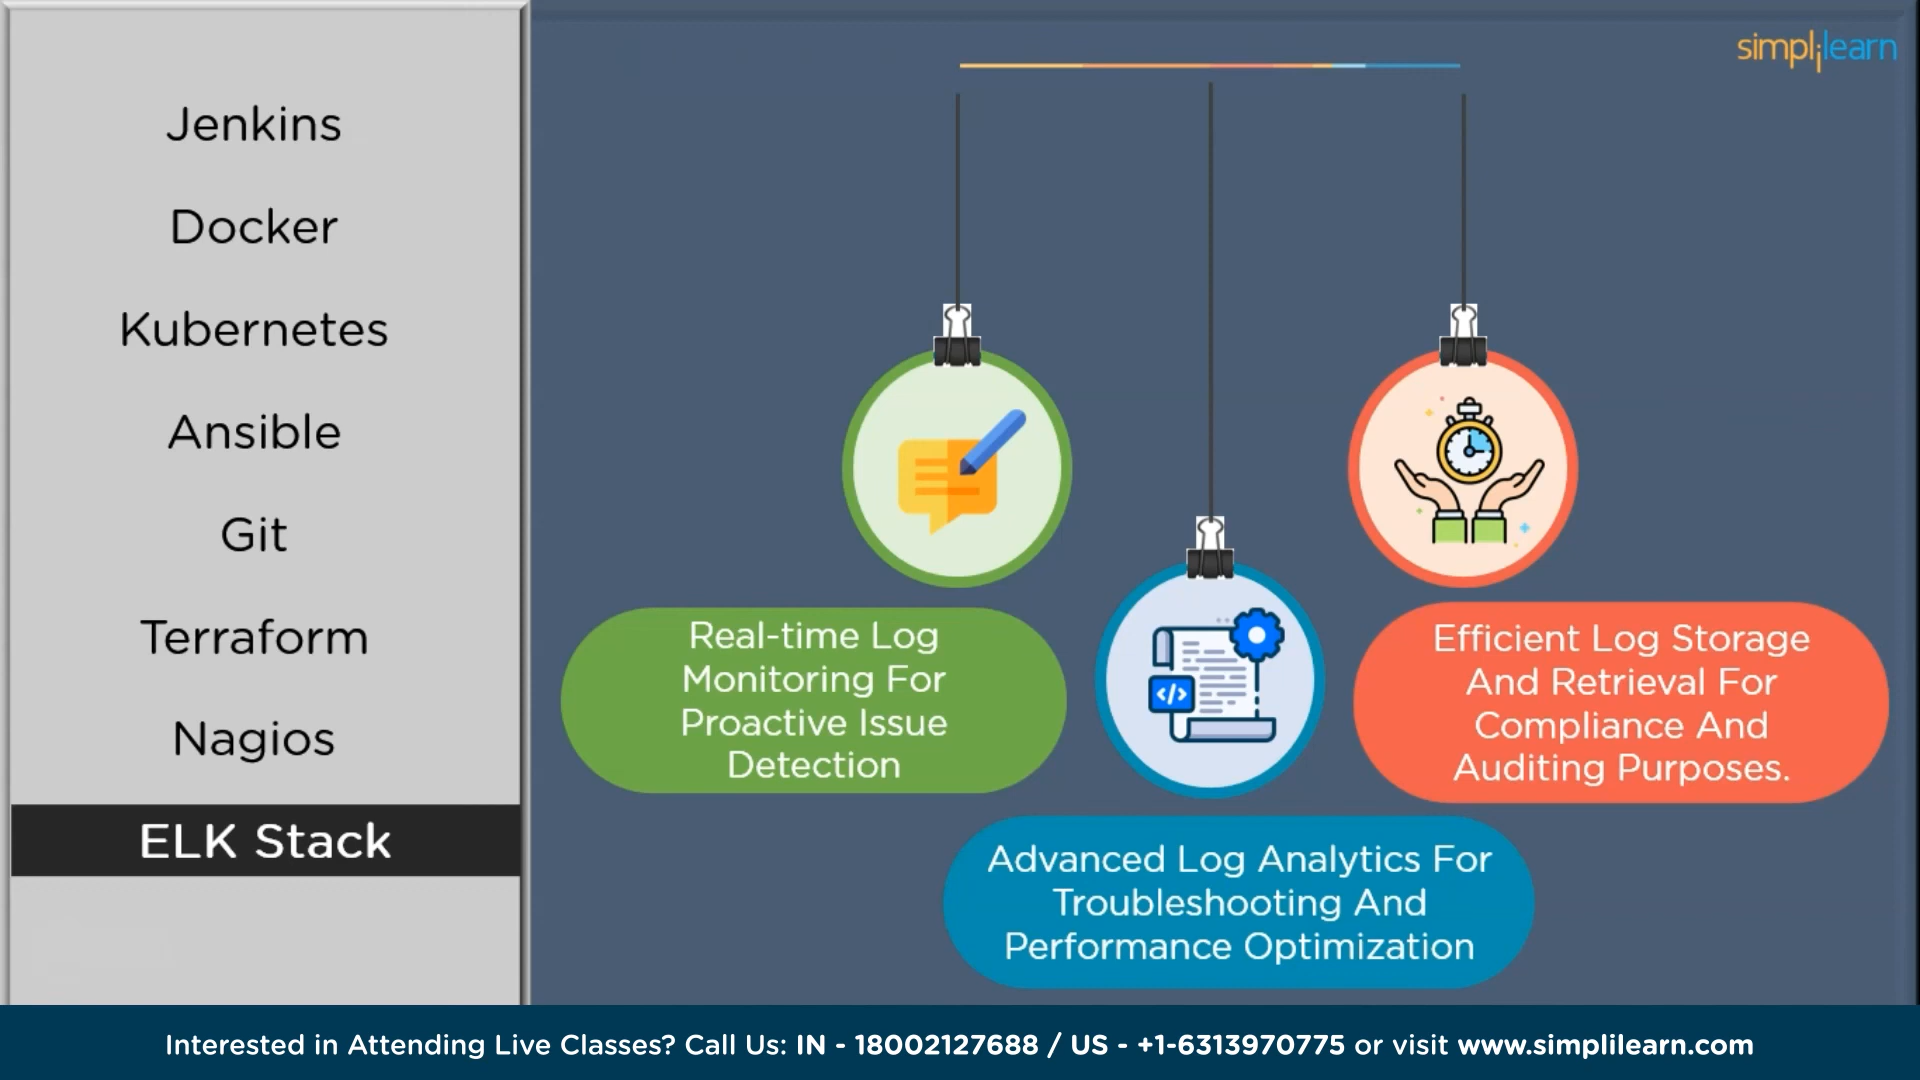 simplilearn
Jenkins
Docker
Kubernetes
Ansible
Git
Terraform
Nagios
ELK Stack
Real-time Log
Monitoring For
Proactive Issue
Detection
</>
Advanced Log Analytics For
Troubleshooting And
Performance Optimization
Efficient Log Storage
And Retrieval For
Compliance And
Auditing Purposes.
Interested in Attending Live Classes? Call Us: IN - 18002127688 / US - +1-6313970775 or visit www.simplilearn.com